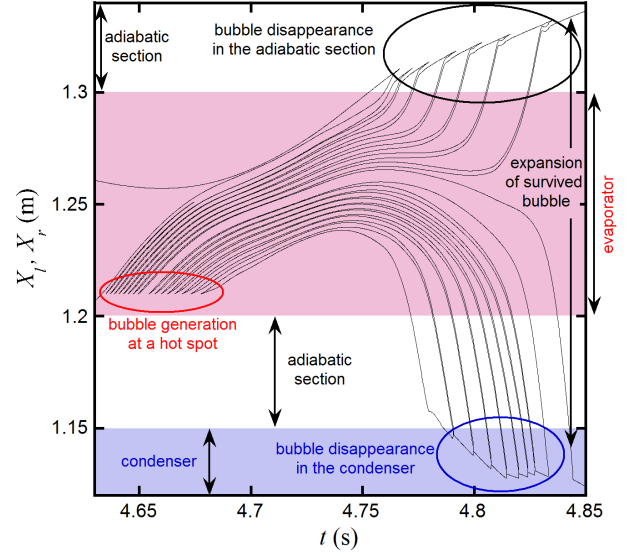 adiabatic
section
bubble disappearance
in the adiabatic section
1.3
expansion
of survived
bubble
evaporator
1.25
X_l, X_r (m)
1.2
bubble generation
at a hot spot
adiabatic
section
1.15
condenser
bubble disappearance
in the condenser
4.65
4.7
4.75
4.8
4.85
t (s)